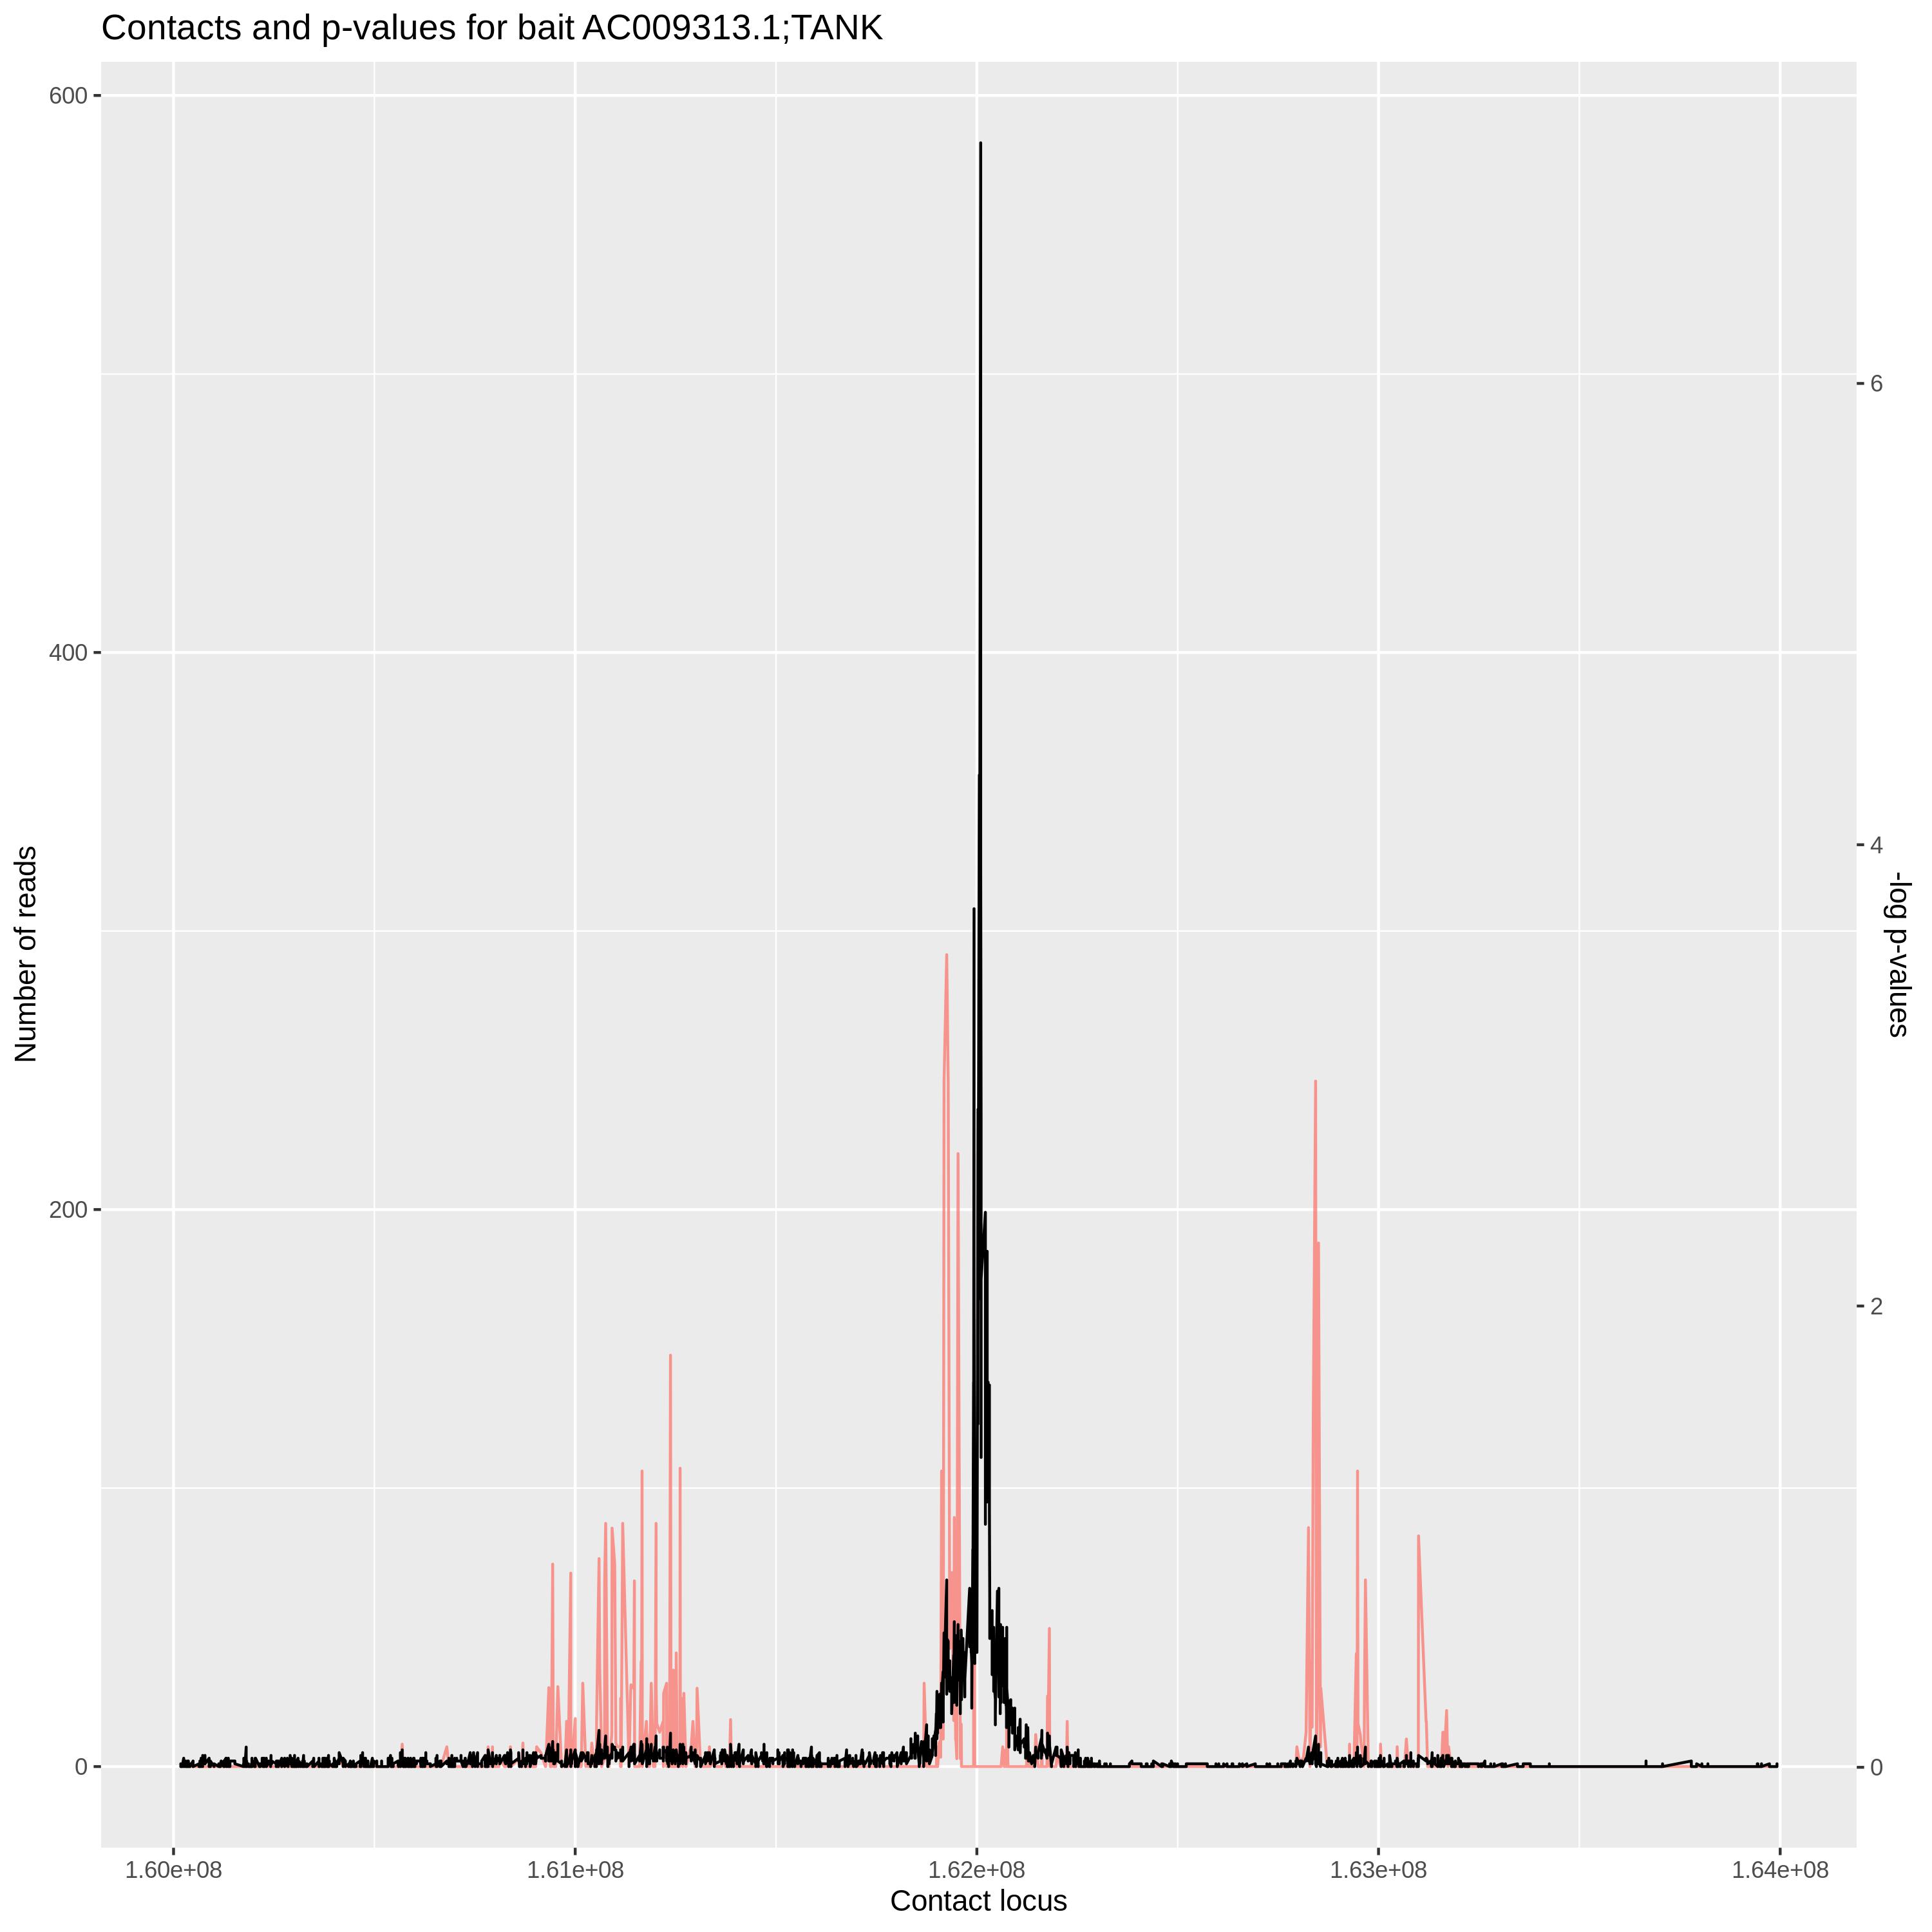 Contacts and p-values for bait AC009313.1;TANK
600
400
200
0
6
4
2
0
Number of reads
-log p-values
1.60e+08 1.61e+08 1.62e+08 1.63e+08 1.64e+08
Contact locus